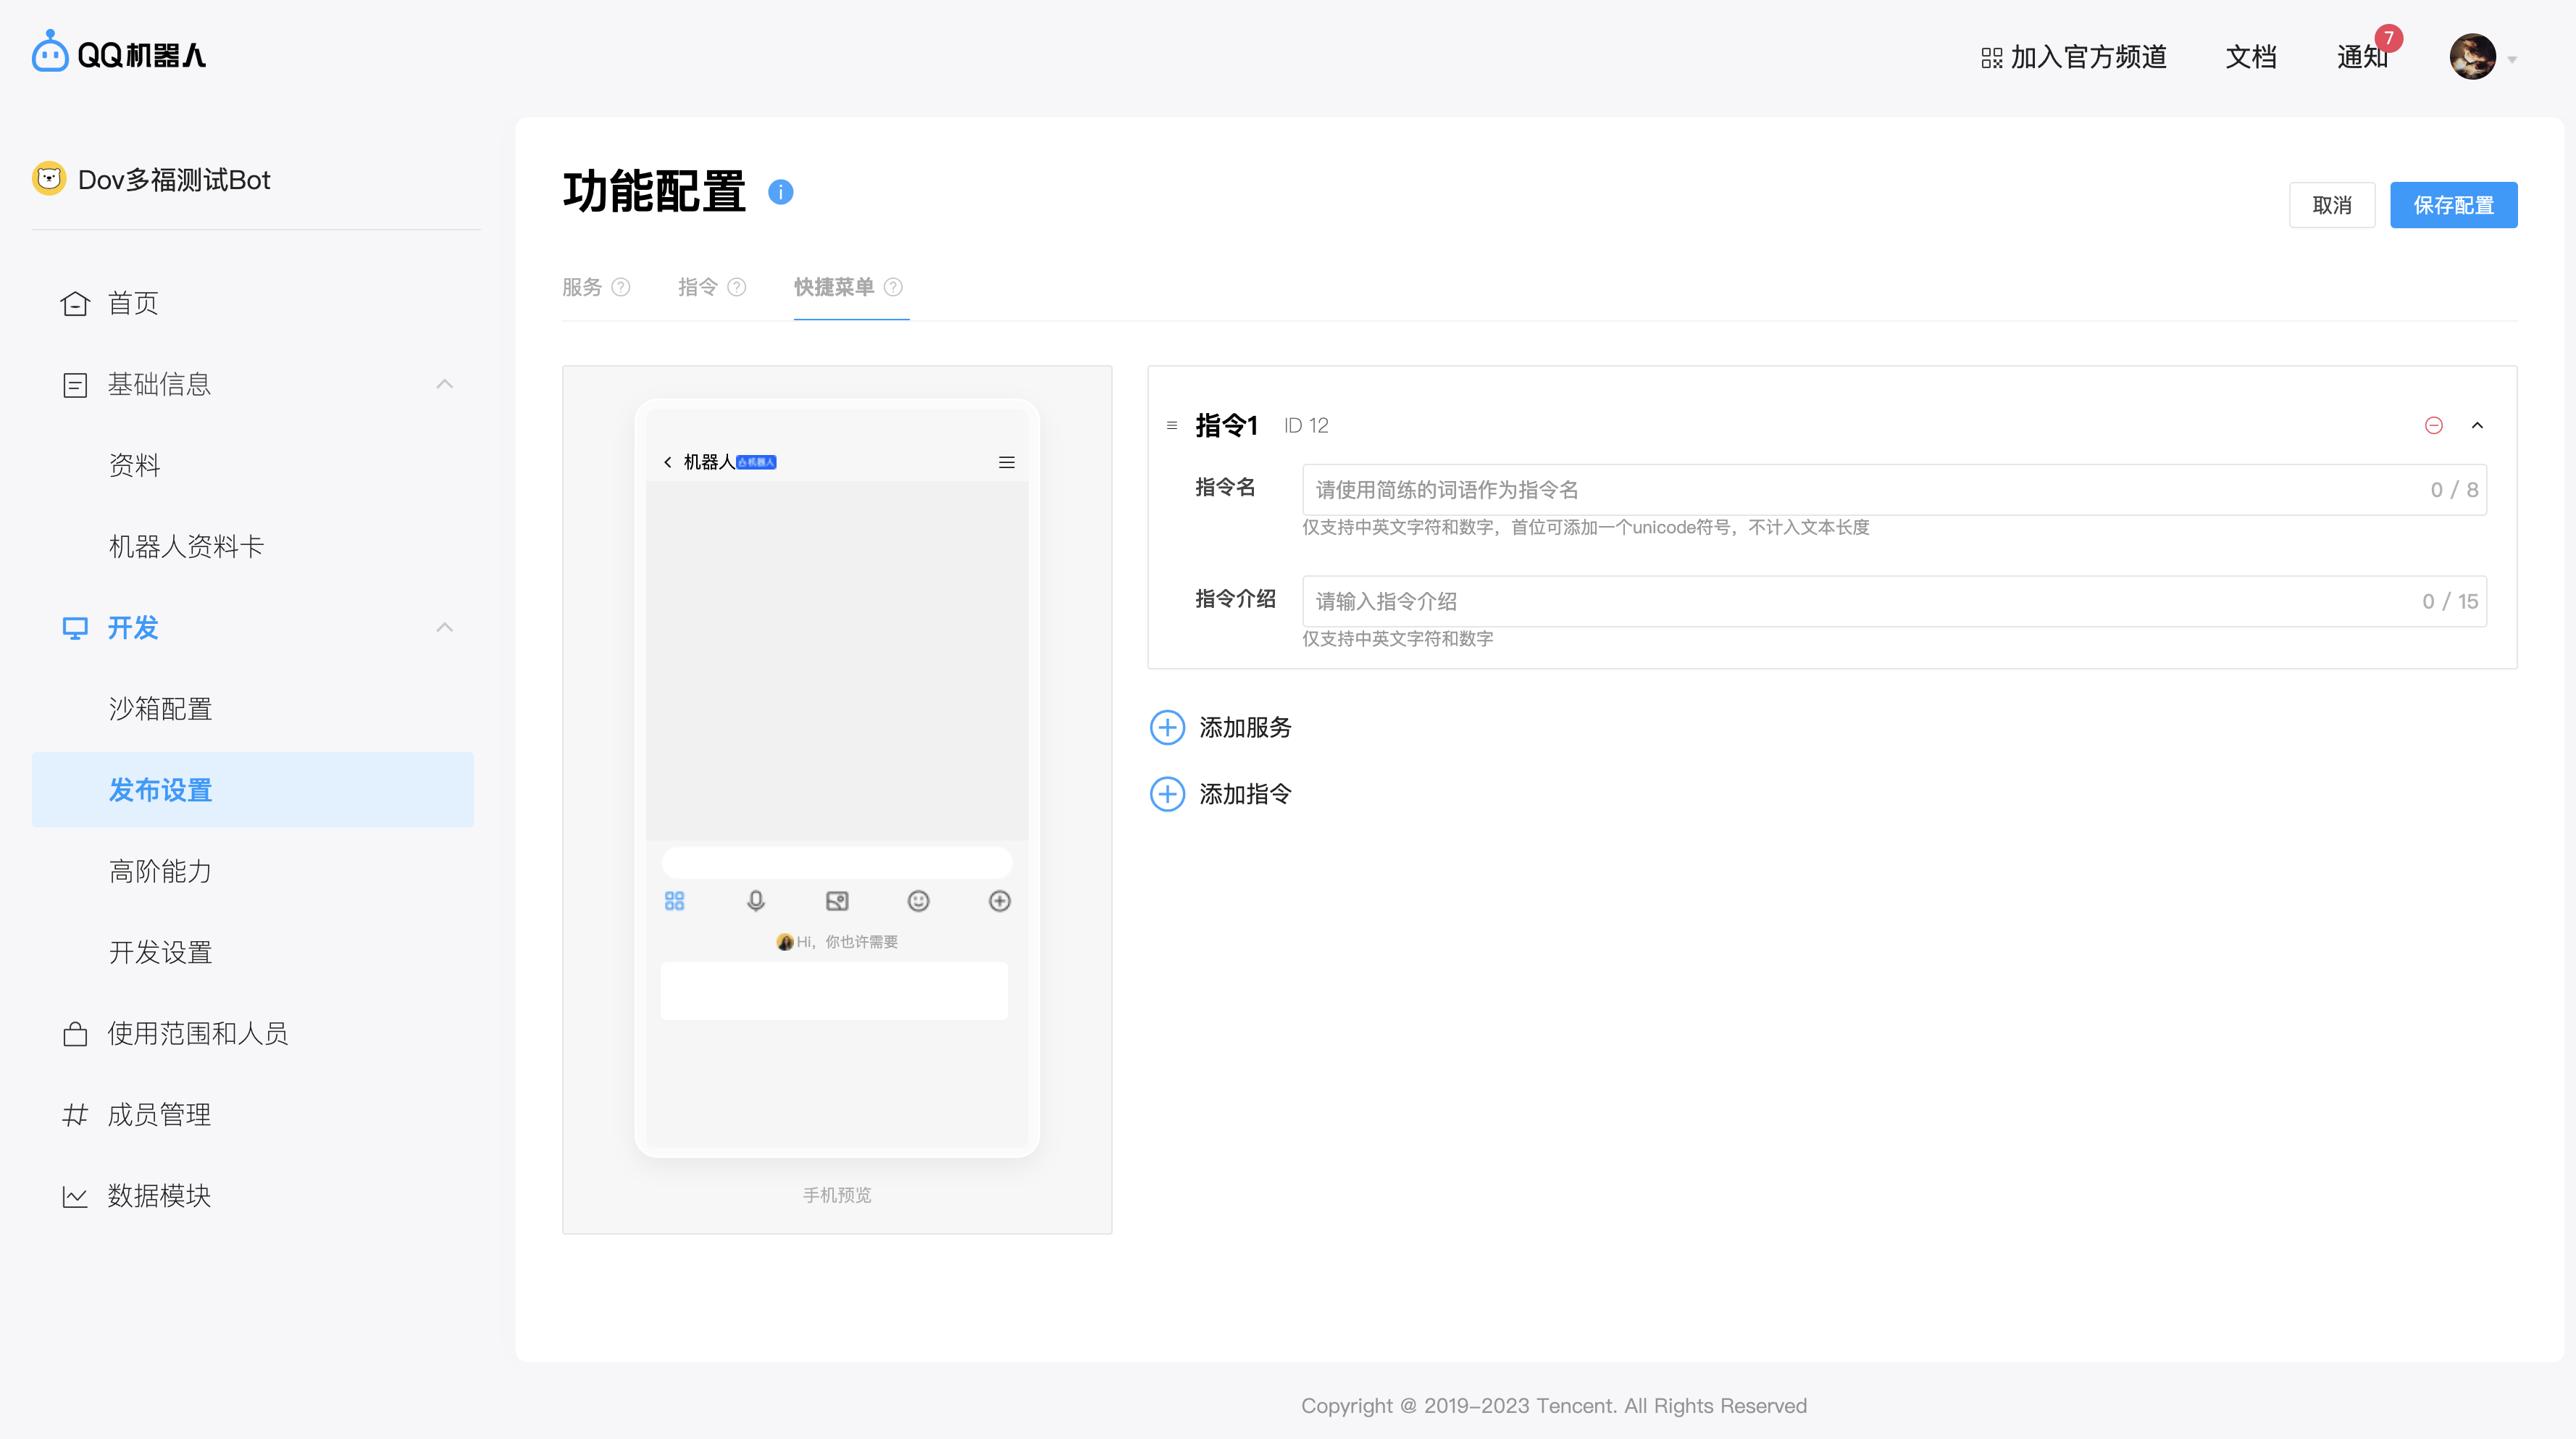 QQ机器人
加入官方频道
文档
通知
7
Dov多福测试Bot
首页
基础信息
资料
机器人资料卡
开发
沙箱配置
发布设置
高阶能力
开发设置
使用范围和人员
成员管理
数据模块
功能配置
取消
保存配置
服务
指令
快捷菜单
机器人 机器人
Hi，你也许需要
手机预览
指令1 ID 12
指令名
请使用简练的词语作为指令名 0 / 8
仅支持中英文字符和数字，首位可添加一个unicode符号，不计入文本长度
指令介绍
请输入指令介绍 0 / 15
仅支持中英文字符和数字
添加服务
添加指令
Copyright @ 2019-2023 Tencent. All Rights Reserved